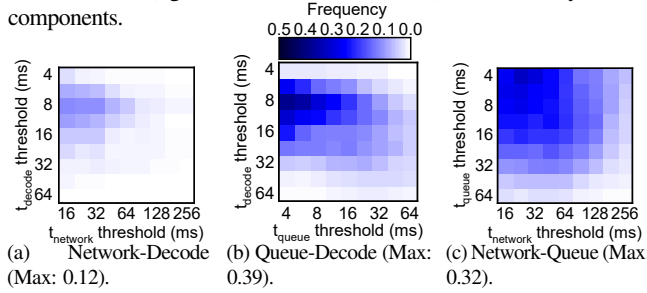 components.
Frequency
0.5 0.4 0.3 0.2 0.1 0.0
t_decode threshold (ms)
4
8
16
32
64
16 32 64 128 256
t_network threshold (ms)
t_decode threshold (ms)
4
8
16
32
64
4 8 16 32 64
t_queue threshold (ms)
t_queue threshold (ms)
4
8
16
32
64
16 32 64 128 256
t_network threshold (ms)
(a) Network-Decode
(Max: 0.12).
(b) Queue-Decode (Max:
0.39).
(c) Network-Queue (Max:
0.32).